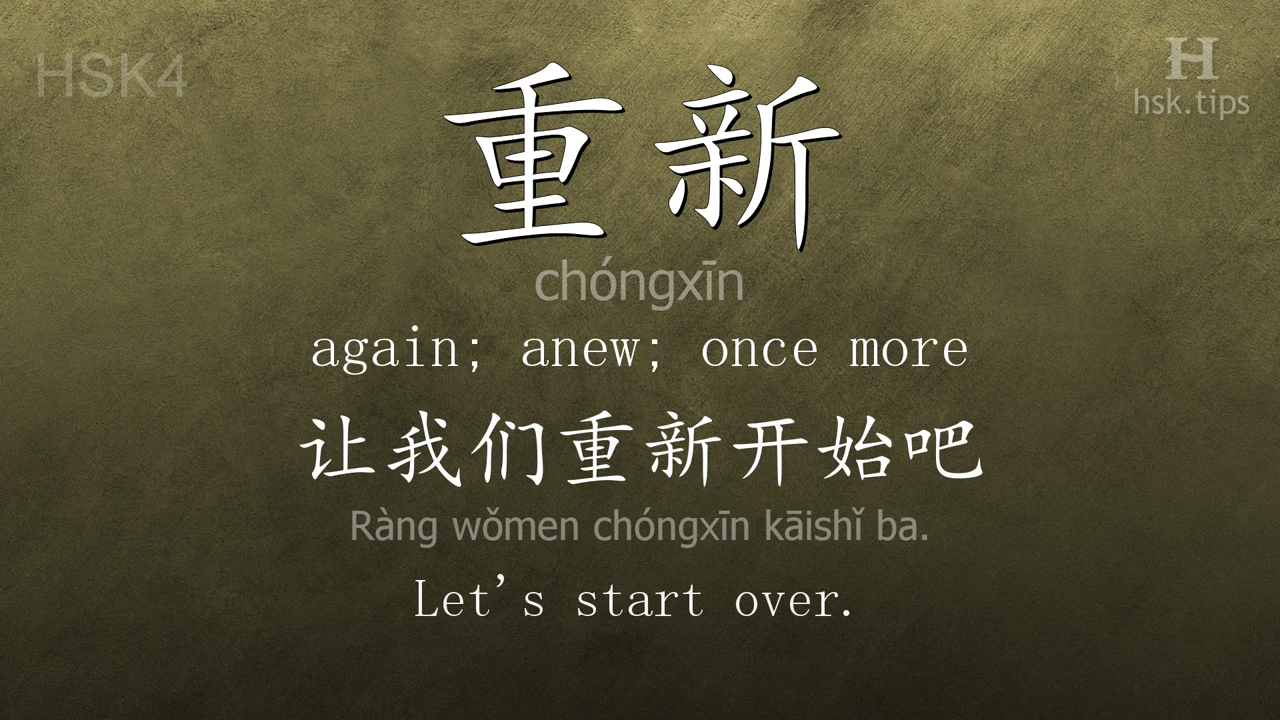 HSK4
H
hsk.tips
重新
chóngxīn
again; anew; once more
让我们重新开始吧
Ràng wǒmen chóngxīn kāishǐ ba.
Let's start over.